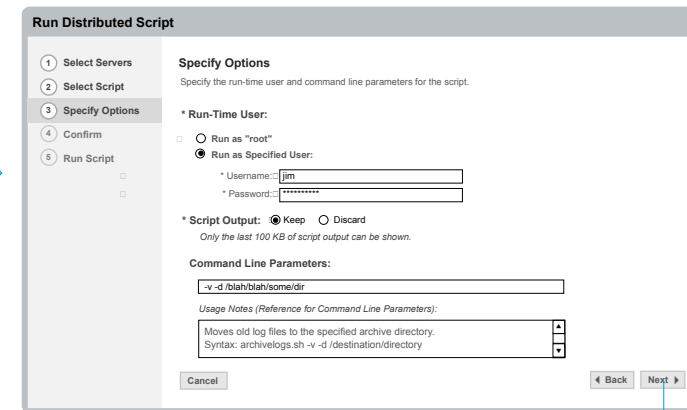 Run Distributed Script
1 Select Servers
2 Select Script
3 Specify Options
4 Confirm
5 Run Script
Specify Options
Specify the run-time user and command line parameters for the script.
* Run-Time User:
Run as "root"
Run as Specified User:
* Username: jim
* Password: **********
* Script Output: Keep Discard
Only the last 100 KB of script output can be shown.
Command Line Parameters:
-v -d /blah/blah/some/dir
Usage Notes (Reference for Command Line Parameters):
Moves old log files to the specified archive directory.
Syntax: archivelogs.sh -v -d /destination/directory
Cancel Back Next